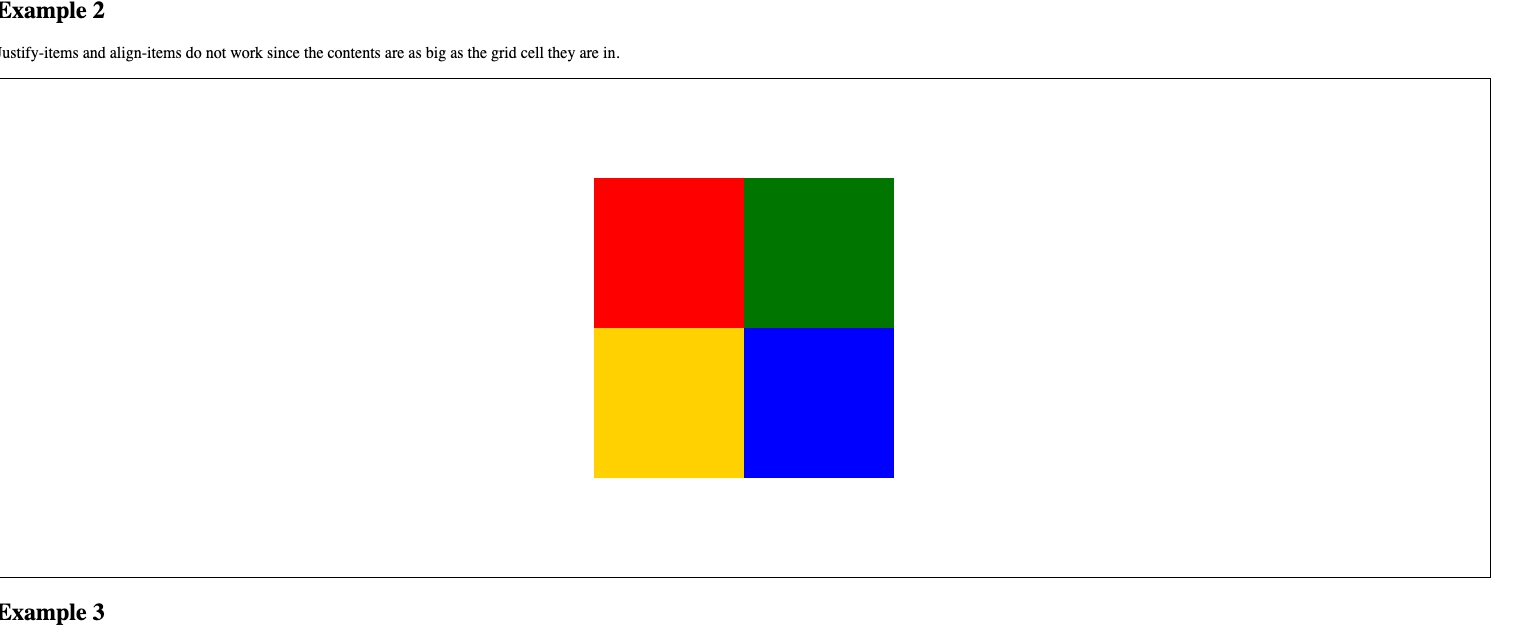 Example 2
Justify-items and align-items do not work since the contents are as big as the grid cell they are in.
Example 3